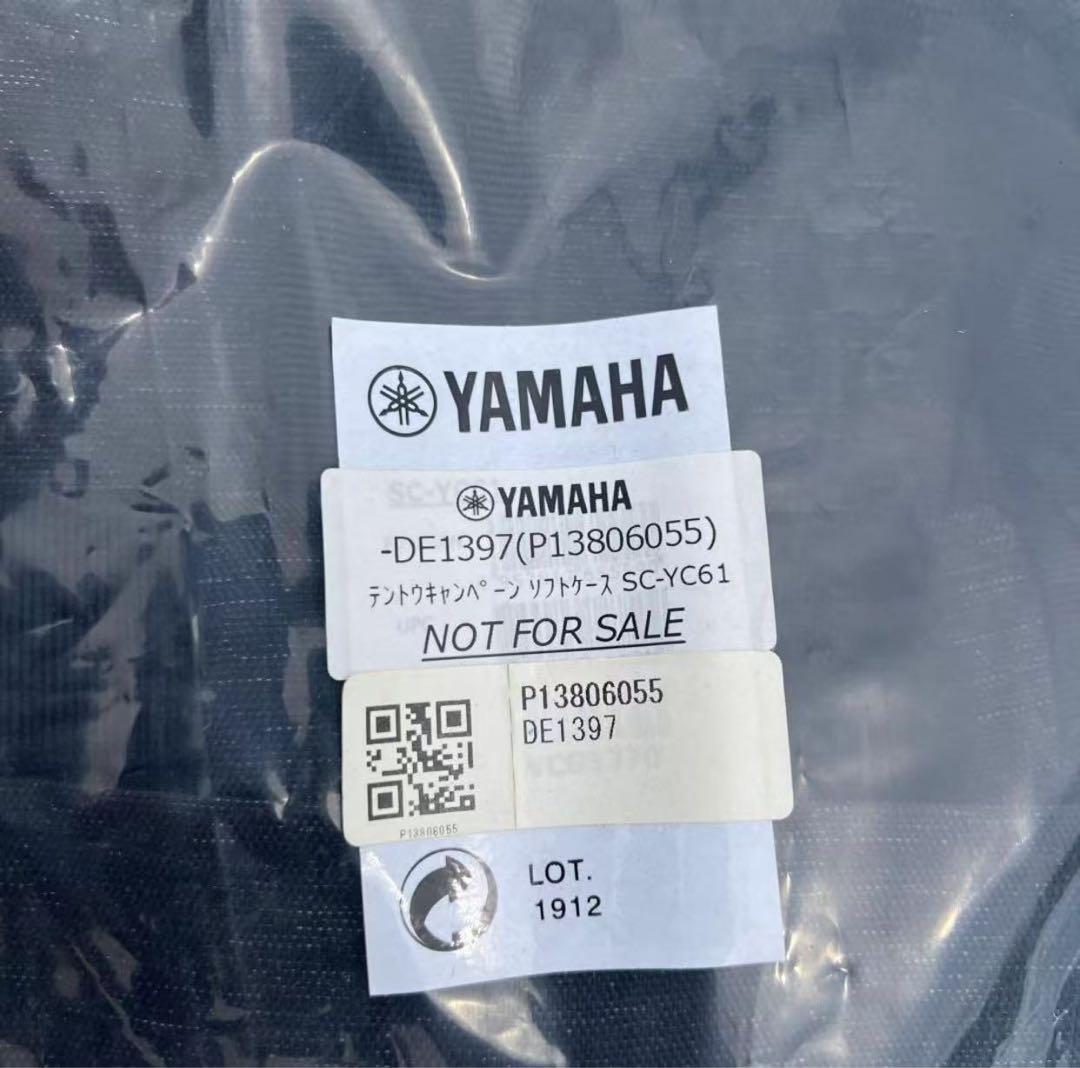 YAMAHA
YAMAHA
-DE1397(P13806055)
テントウキャンペーン ソフトケース SC-YC61
NOT FOR SALE
P13806055
DE1397
P13806055
LOT.
1912